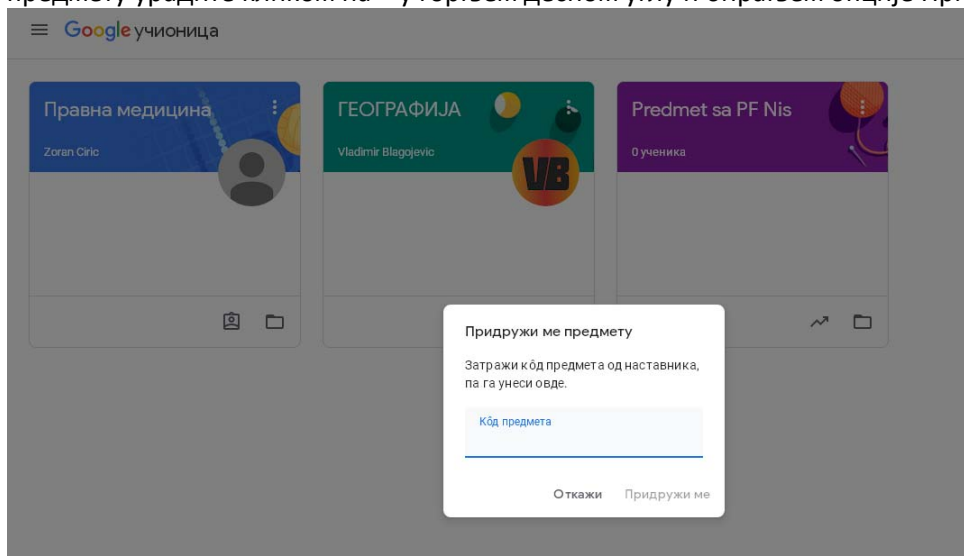 Google учионица
Правна медицина
Zoran Ciric
ГЕОГРАФИЈА
Vladimir Blagojevic
VB
Predmet sa PF Nis
0 ученика
Придружи ме предмету
Затражи кôд предмета од наставника,
па га унеси овде.
Кôд предмета
Откажи Придружи ме